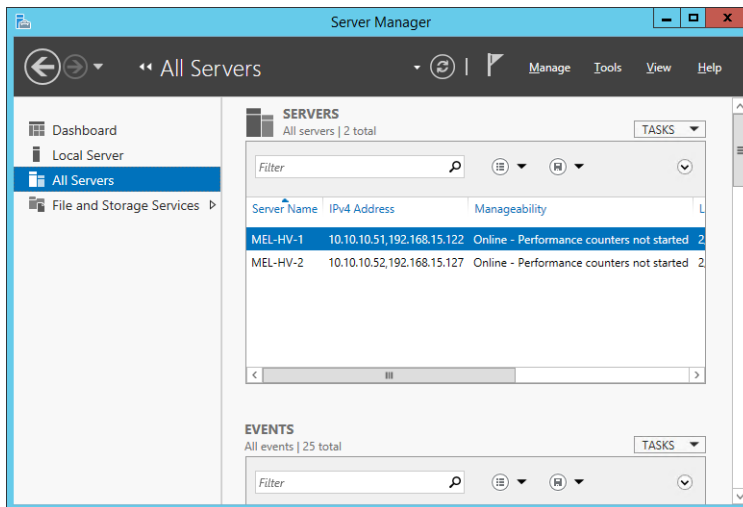 Server Manager
All Servers
Manage Tools View Help
Dashboard
Local Server
All Servers
File and Storage Services
SERVERS
All servers | 2 total
TASKS
Filter
Server Name IPv4 Address Manageability L
MEL-HV-1 10.10.10.51,192.168.15.122 Online - Performance counters not started 2,
MEL-HV-2 10.10.10.52,192.168.15.127 Online - Performance counters not started 2,
EVENTS
All events | 25 total
TASKS
Filter